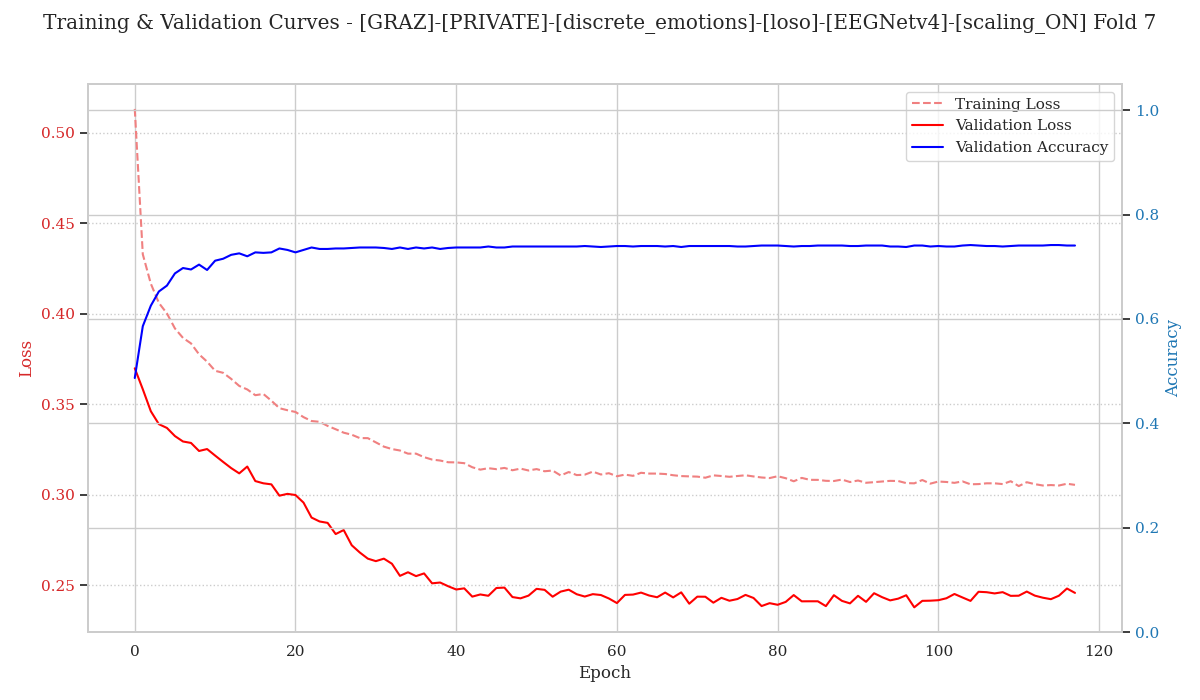 Training & Validation Curves - [GRAZ]-[PRIVATE]-[discrete_emotions]-[loso]-[EEGNetv4]-[scaling_ON] Fold 7
Training Loss
Validation Loss
Validation Accuracy
0.50
0.45
0.40
0.35
0.30
0.25
Loss
1.0
0.8
0.6
0.4
0.2
0.0
Accuracy
0 20 40 60 80 100 120
Epoch